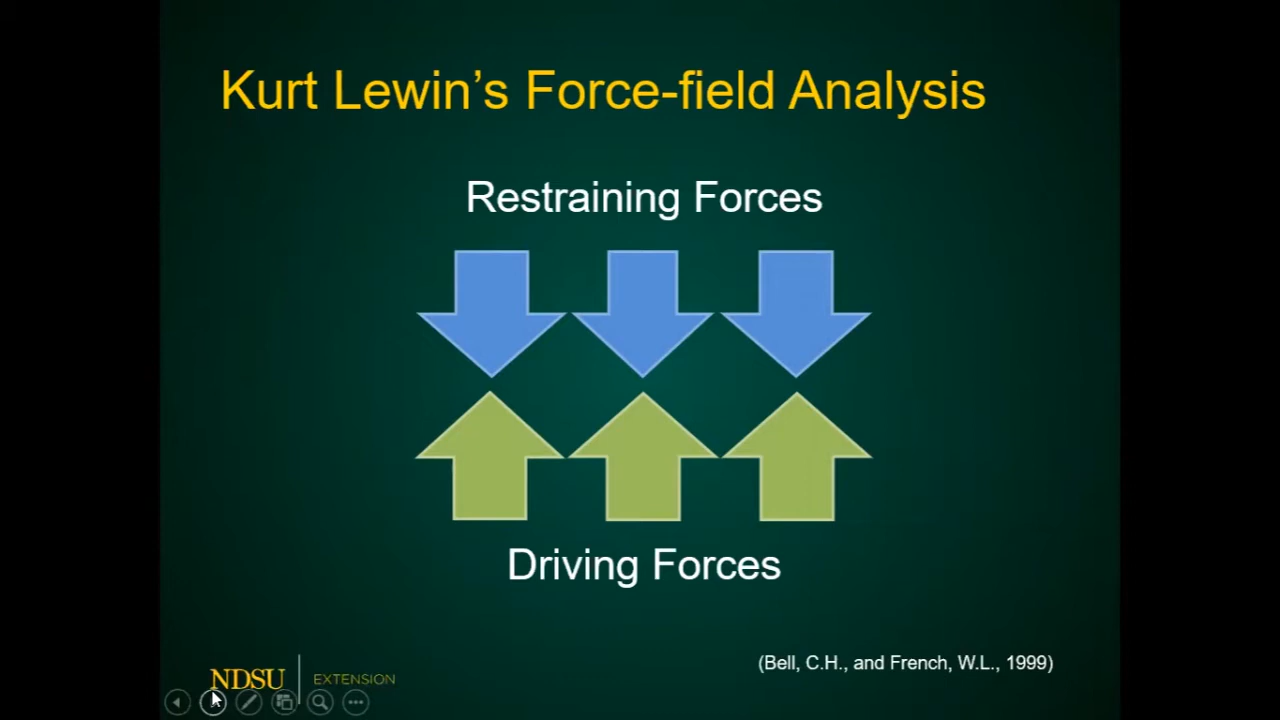 Kurt Lewin’s Force-field Analysis
Restraining Forces
Driving Forces
(Bell, C.H., and French, W.L., 1999)
NDSU EXTENSION